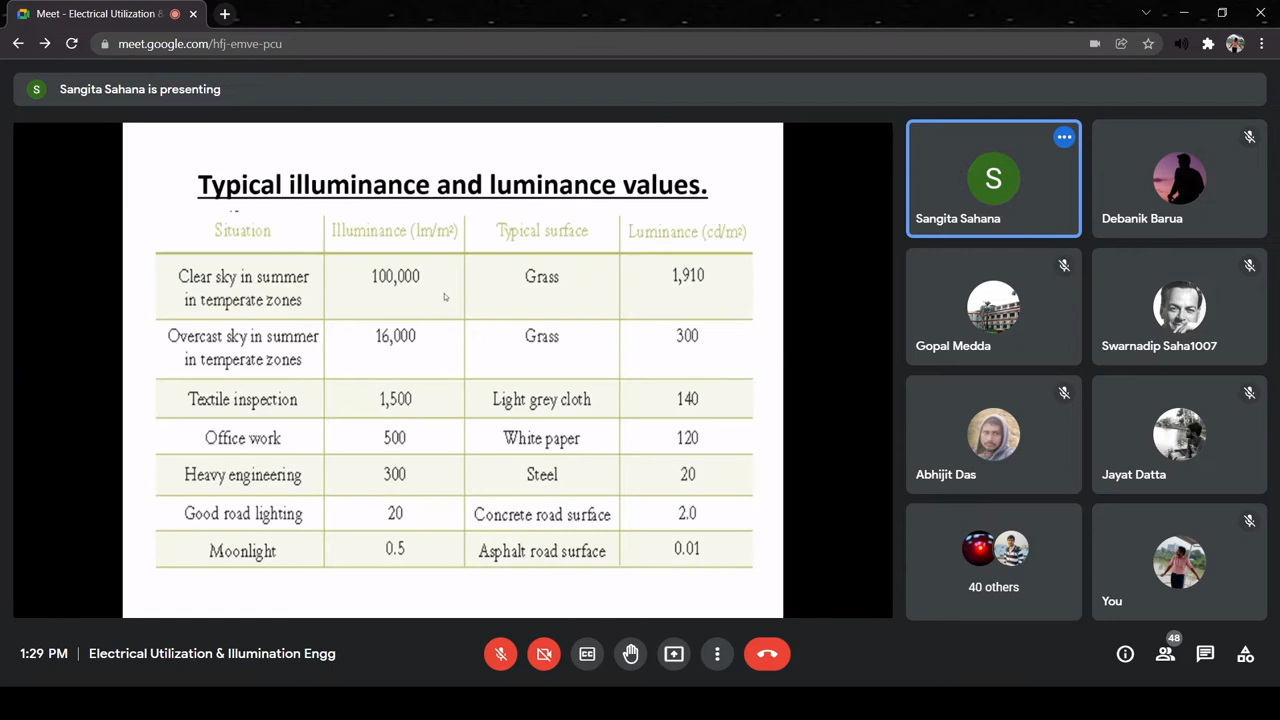 Meet - Electrical Utilization &
meet.google.com/hfj-emve-pcu
S
Sangita Sahana is presenting
Typical illuminance and luminance values.
Situation Illuminance (lm/m²) Typical surface Luminance (cd/m²)
Clear sky in summer
in temperate zones 100,000 Grass 1,910
Overcast sky in summer
in temperate zones 16,000 Grass 300
Textile inspection 1,500 Light grey cloth 140
Office work 500 White paper 120
Heavy engineering 300 Steel 20
Good road lighting 20 Concrete road surface 2.0
Moonlight 0.5 Asphalt road surface 0.01
S
Sangita Sahana
Debanik Barua
Gopal Medda
Swarnadip Saha1007
Abhijit Das
Jayat Datta
40 others
You
1:29 PM Electrical Utilization & Illumination Engg
48